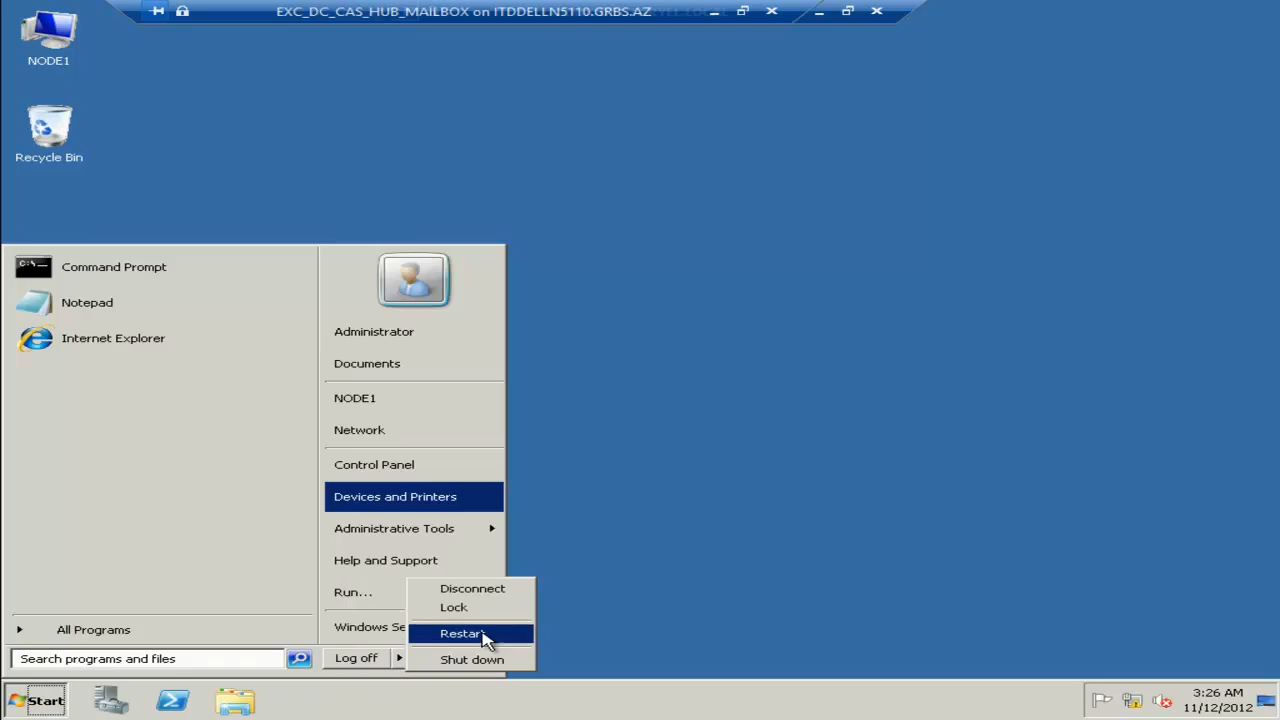 EXC_DC_CAS_HUB_MAILBOX on ITDDELLN5110.GRBS.AZ
NODE1
Recycle Bin
C:\
Command Prompt
Notepad
Internet Explorer
All Programs
Search programs and files
Administrator
Documents
NODE1
Network
Control Panel
Devices and Printers
Administrative Tools
Help and Support
Run...
Windows Se
Log off
Disconnect
Lock
Restart
Shut down
Start
3:26 AM
11/12/2012